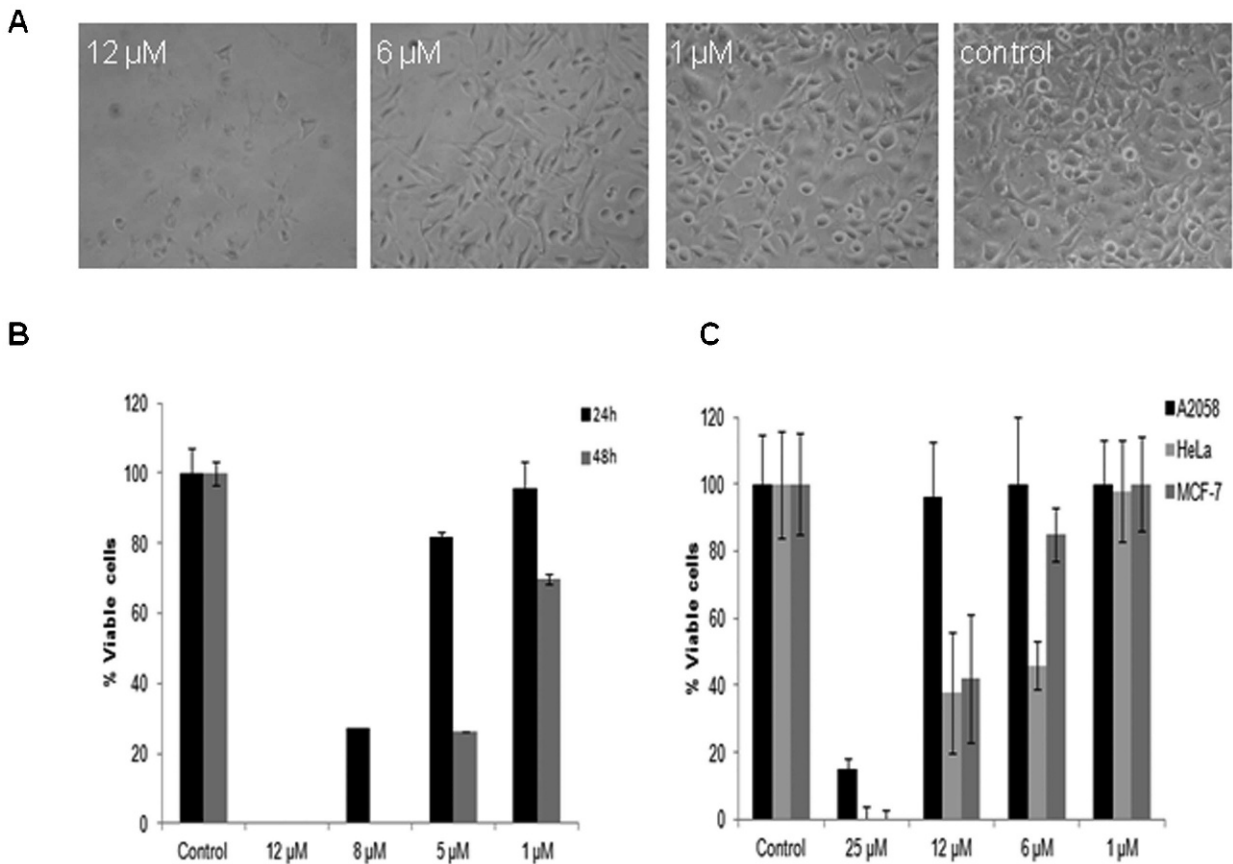 A
12 µM
6 µM
1 µM
control
B
120
100
80
60
40
20
0
% Viable cells
24h
48h
Control
12 µM
8 µM
5 µM
1 µM
C
120
100
80
60
40
20
0
% Viable cells
A2058
HeLa
MCF-7
Control
25 µM
12 µM
6 µM
1 µM